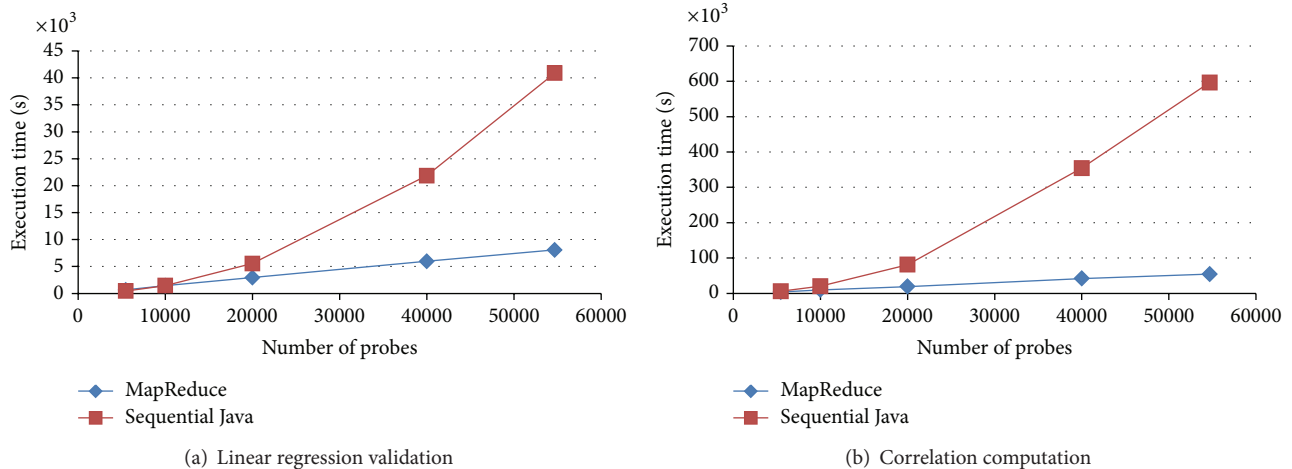 ×10³
45
40
35
30
25
20
15
10
5
0
Execution time (s)
0 10000 20000 30000 40000 50000 60000
Number of probes
MapReduce
Sequential Java
(a) Linear regression validation
×10³
700
600
500
400
300
200
100
0
Execution time (s)
0 10000 20000 30000 40000 50000 60000
Number of probes
MapReduce
Sequential Java
(b) Correlation computation